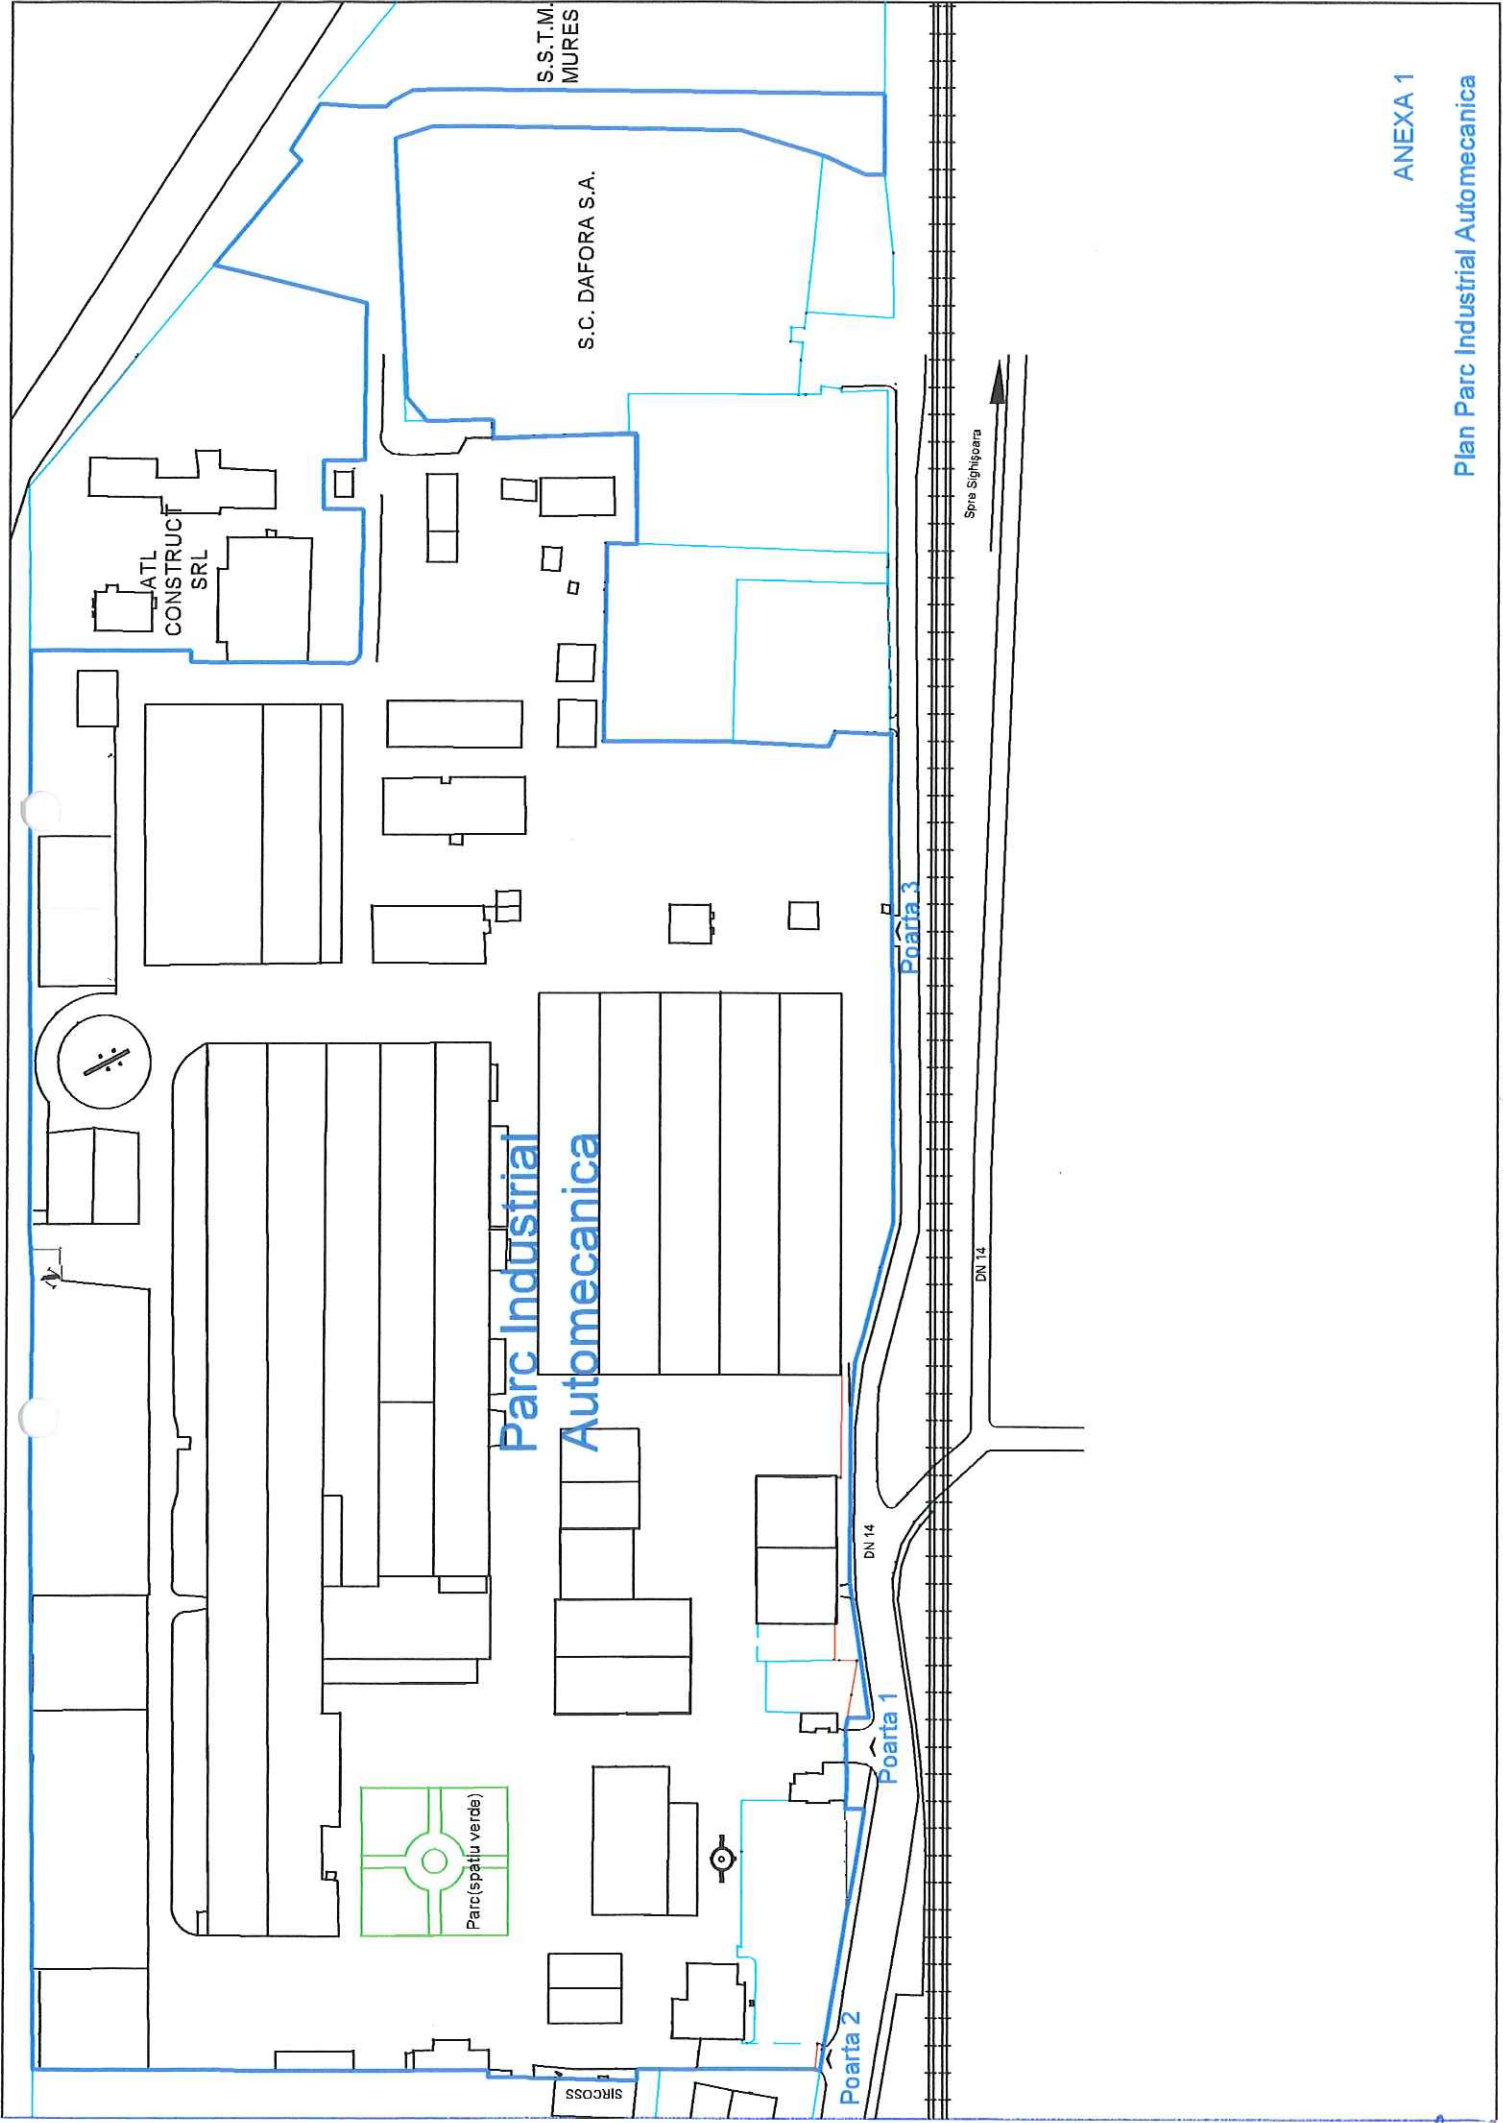 ANEXA 1
Plan Parc Industrial Automecanica
S.S.T.M.
MURES
S.C. DAFORA S.A.
ATL
CONSTRUCT
SRL
Spre Sighişoara
Poarta 3
Parc Industrial
Automecanica
DN 14
DN 14
Poarta 1
Parc(spatiu verde)
Poarta 2
SIRCOSS
N